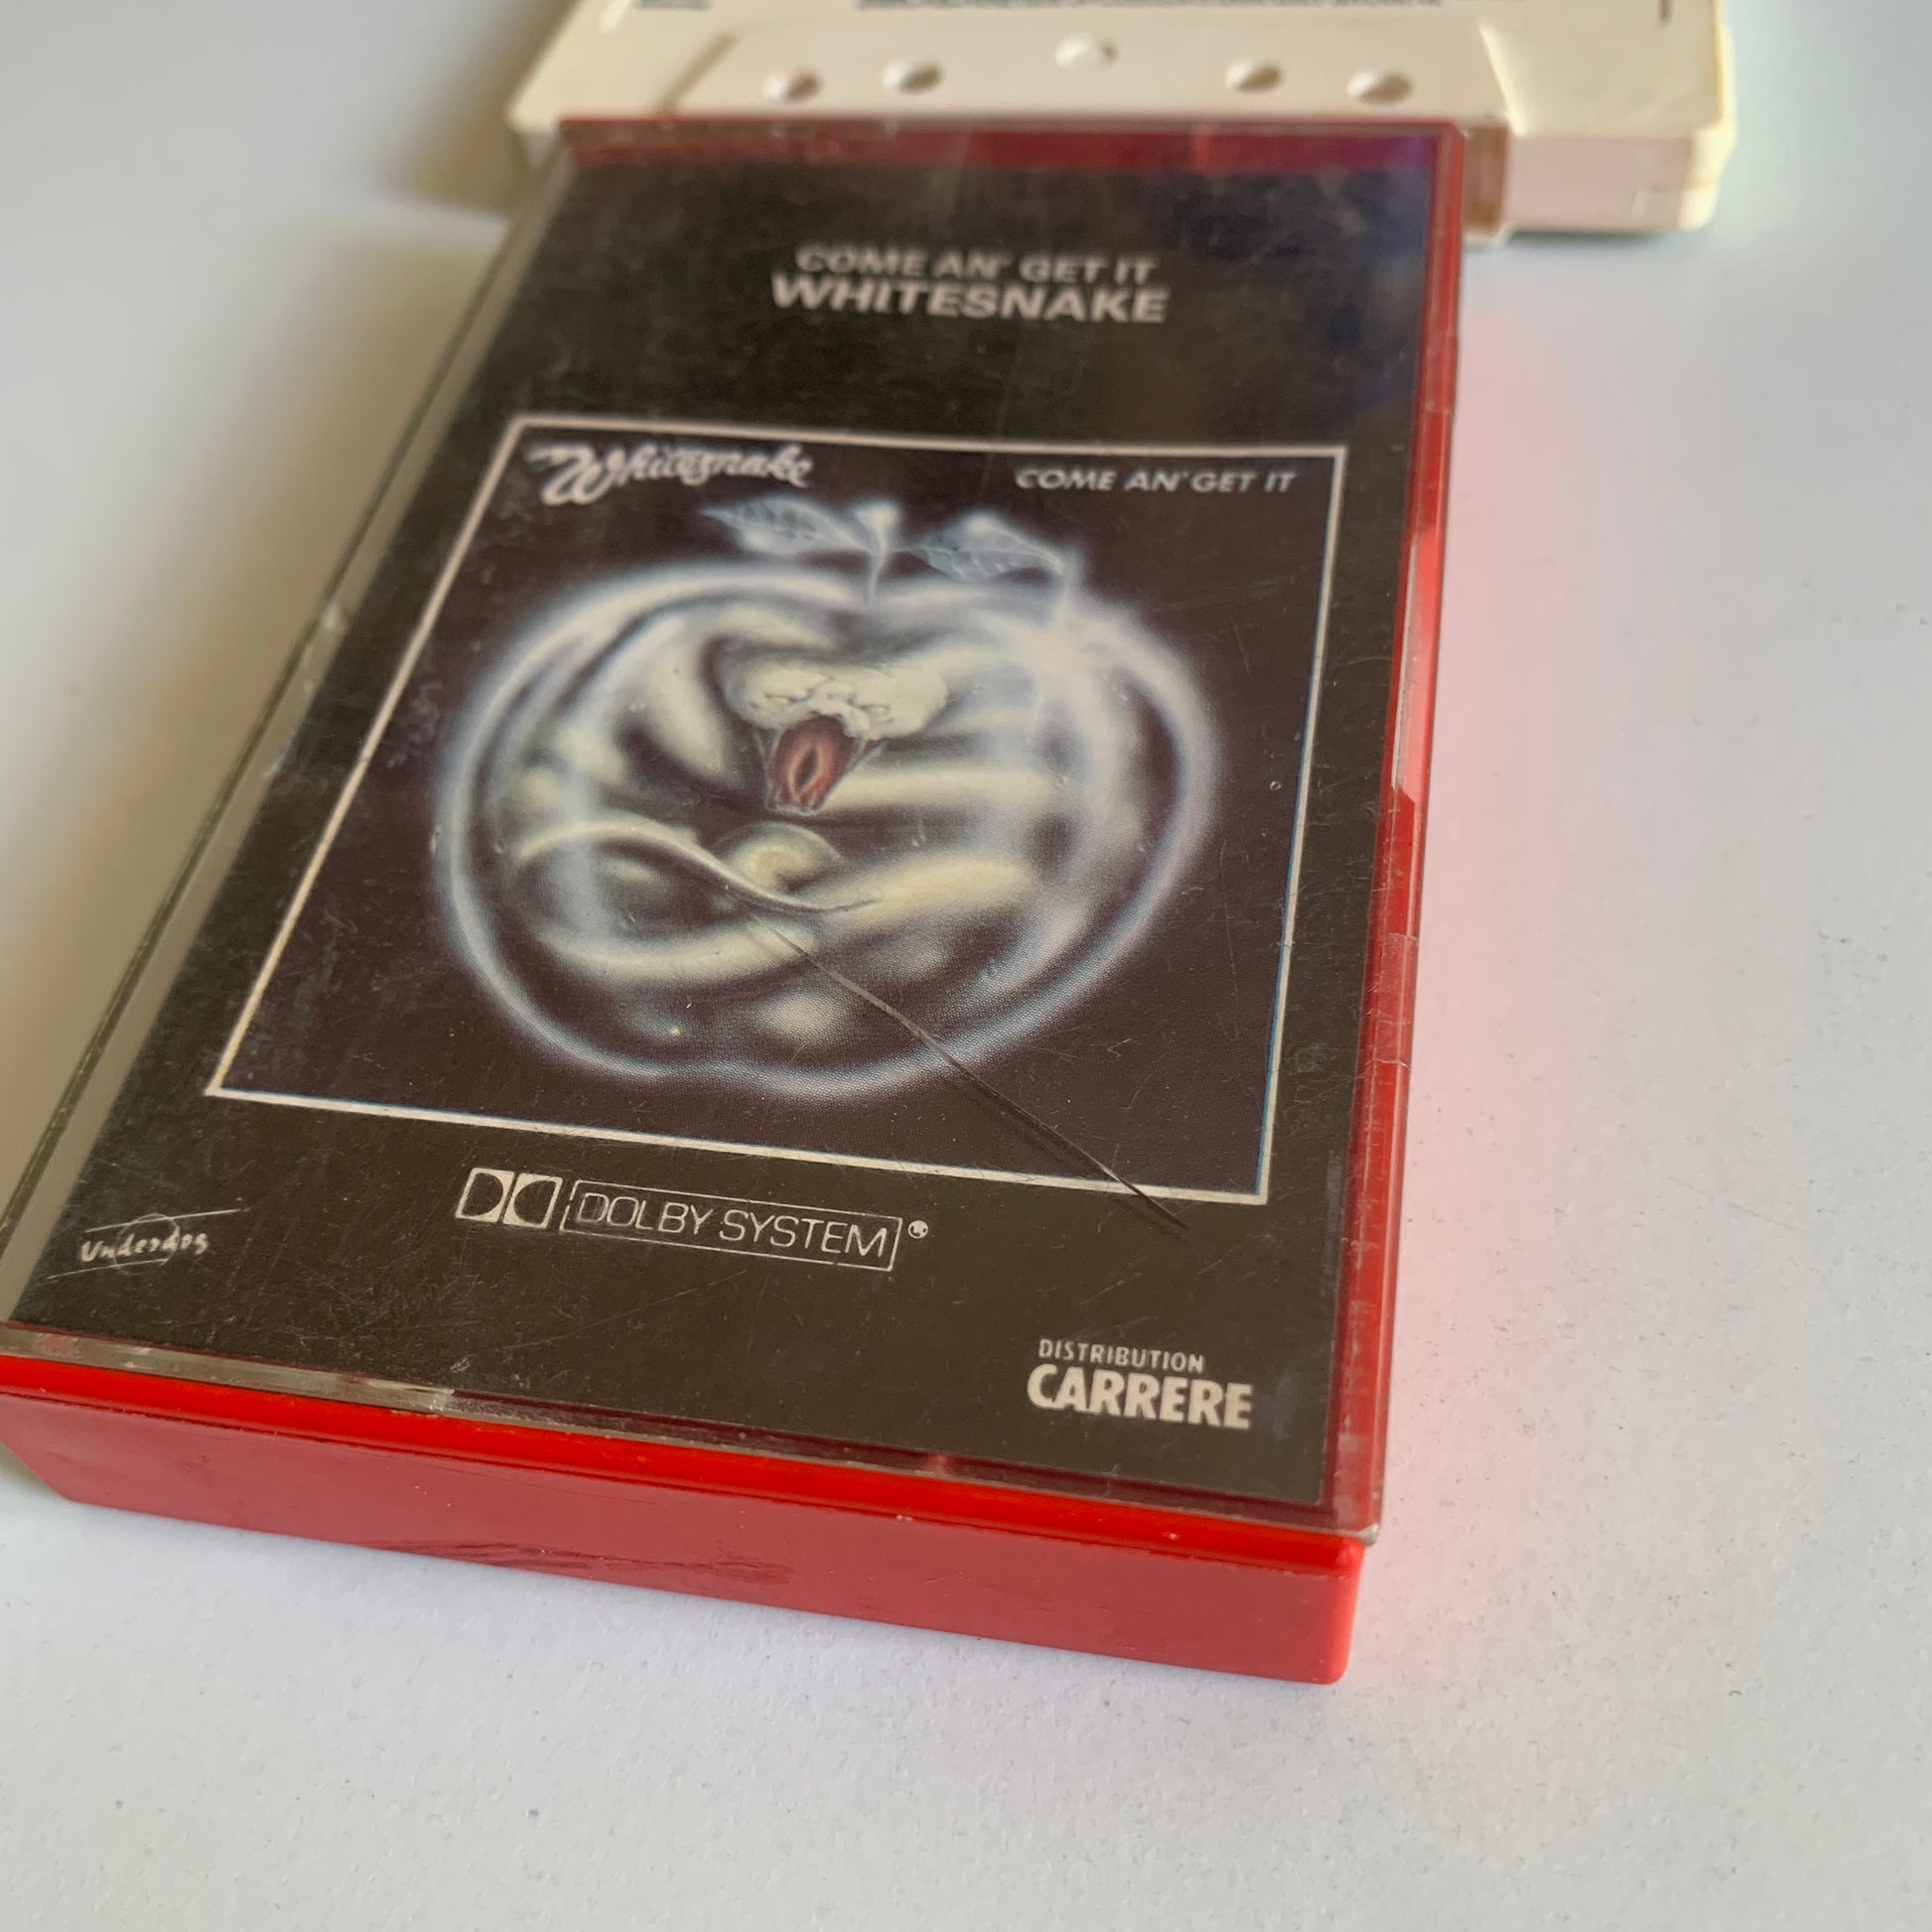 COME AN' GET IT
WHITESNAKE
Whitesnake
COME AN' GET IT
DOLBY SYSTEM
Underdog
DISTRIBUTION
CARRERE